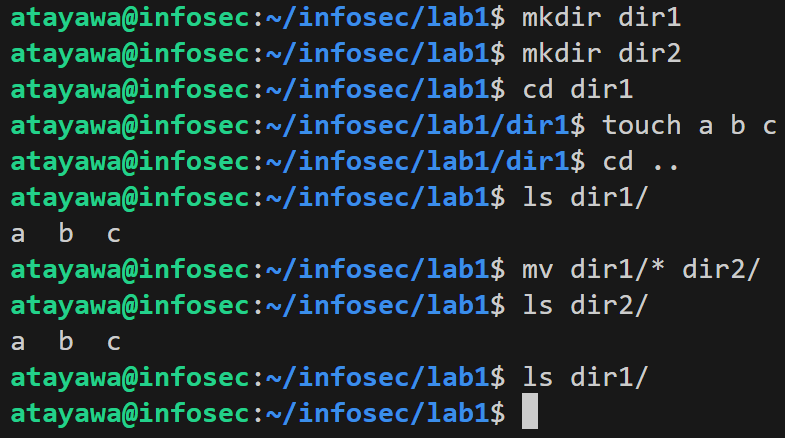 atayawa@infosec:~/infosec/lab1$ mkdir dir1
atayawa@infosec:~/infosec/lab1$ mkdir dir2
atayawa@infosec:~/infosec/lab1$ cd dir1
atayawa@infosec:~/infosec/lab1/dir1$ touch a b c
atayawa@infosec:~/infosec/lab1/dir1$ cd ..
atayawa@infosec:~/infosec/lab1$ ls dir1/
a  b  c
atayawa@infosec:~/infosec/lab1$ mv dir1/* dir2/
atayawa@infosec:~/infosec/lab1$ ls dir2/
a  b  c
atayawa@infosec:~/infosec/lab1$ ls dir1/
atayawa@infosec:~/infosec/lab1$